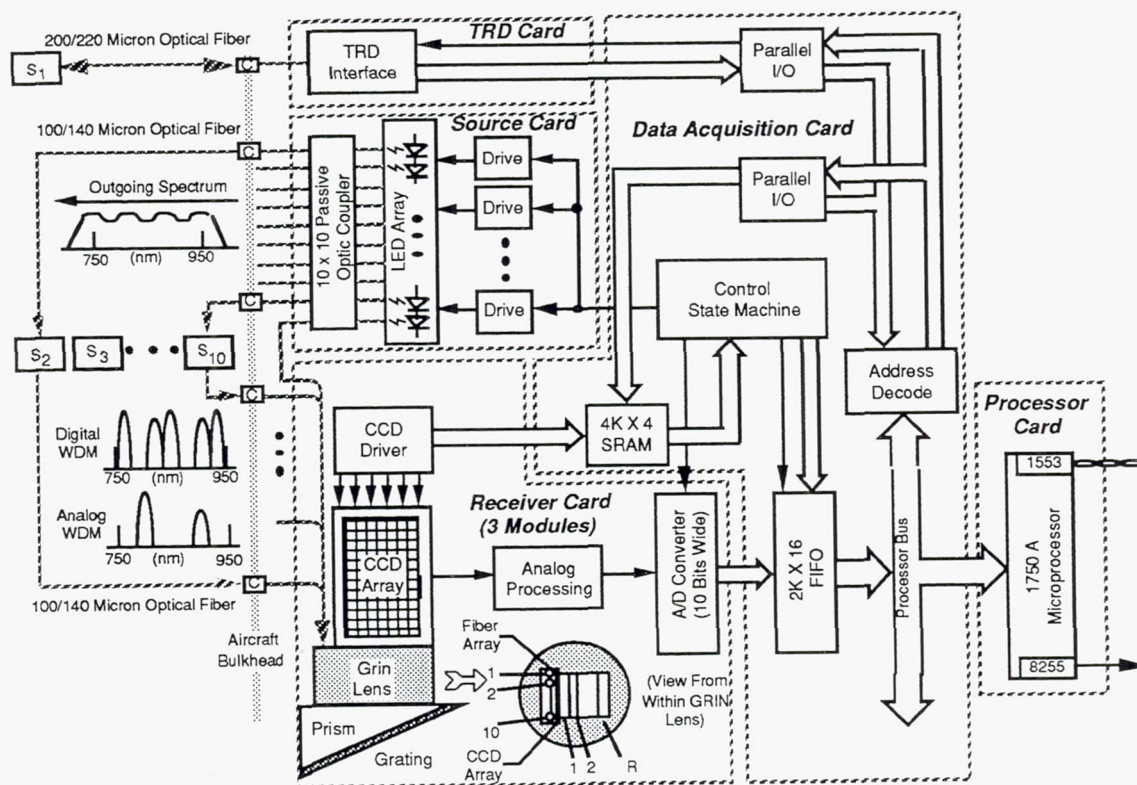 200/220 Micron Optical Fiber
S1
C
TRD Card
TRD
Interface
Parallel
I/O
100/140 Micron Optical Fiber
C
Source Card
Data Acquisition Card
Outgoing Spectrum
750
(nm)
950
10 x 10 Passive
Optic Coupler
LED Array
Drive
Drive
Drive
Parallel
I/O
Control
State Machine
C
S2
S3
S10
C
Address
Decode
Digital
WDM
750
(nm)
950
Analog
WDM
750
(nm)
950
C
100/140 Micron Optical Fiber
Aircraft
Bulkhead
CCD
Driver
4K X 4
SRAM
Receiver Card
(3 Modules)
CCD
Array
Analog
Processing
A/D Converter
(10 Bits Wide)
2K X 16
FIFO
Processor Bus
Processor
Card
1553
1750 A
Microprocessor
8255
Grin
Lens
Prism
Grating
Fiber
Array
1
2
10
CCD
Array
1 2 R
(View From
Within GRIN
Lens)